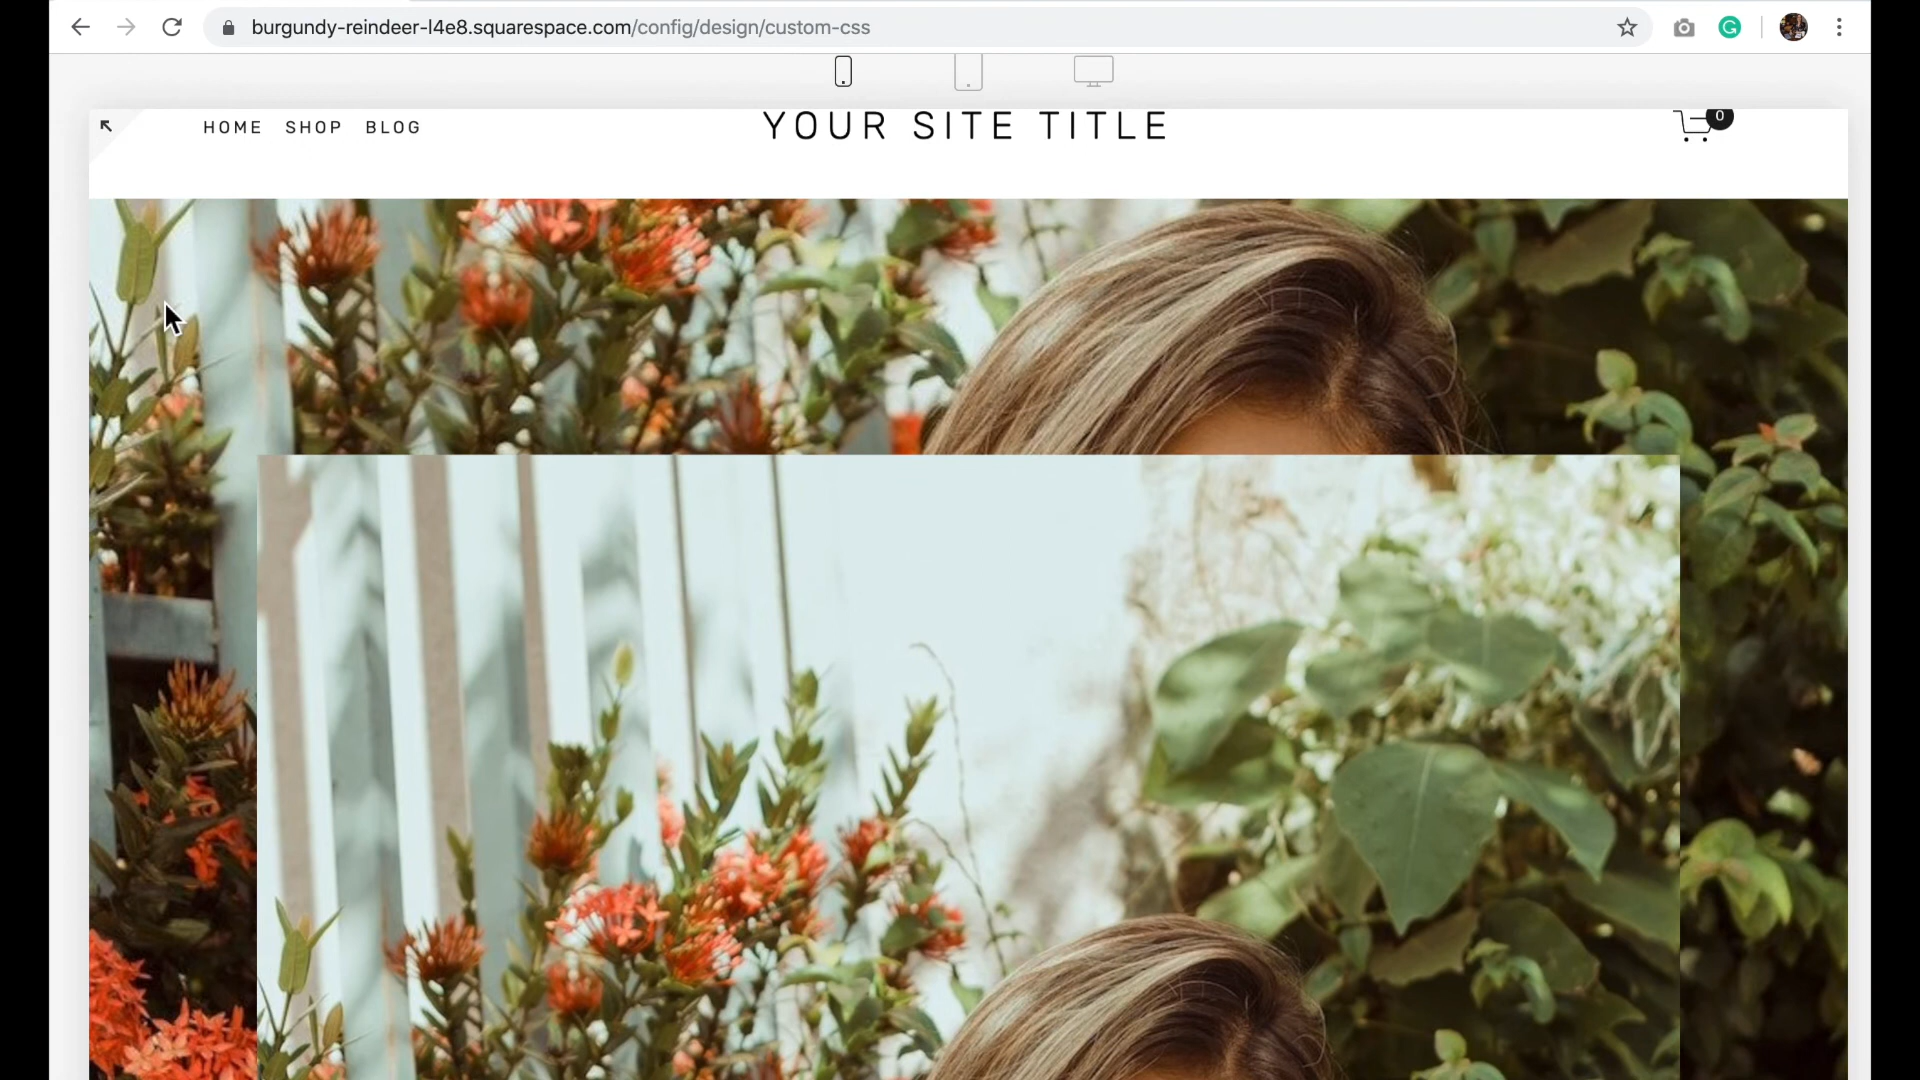 burgundy-reindeer-l4e8.squarespace.com/config/design/custom-css
HOME SHOP BLOG
YOUR SITE TITLE
0